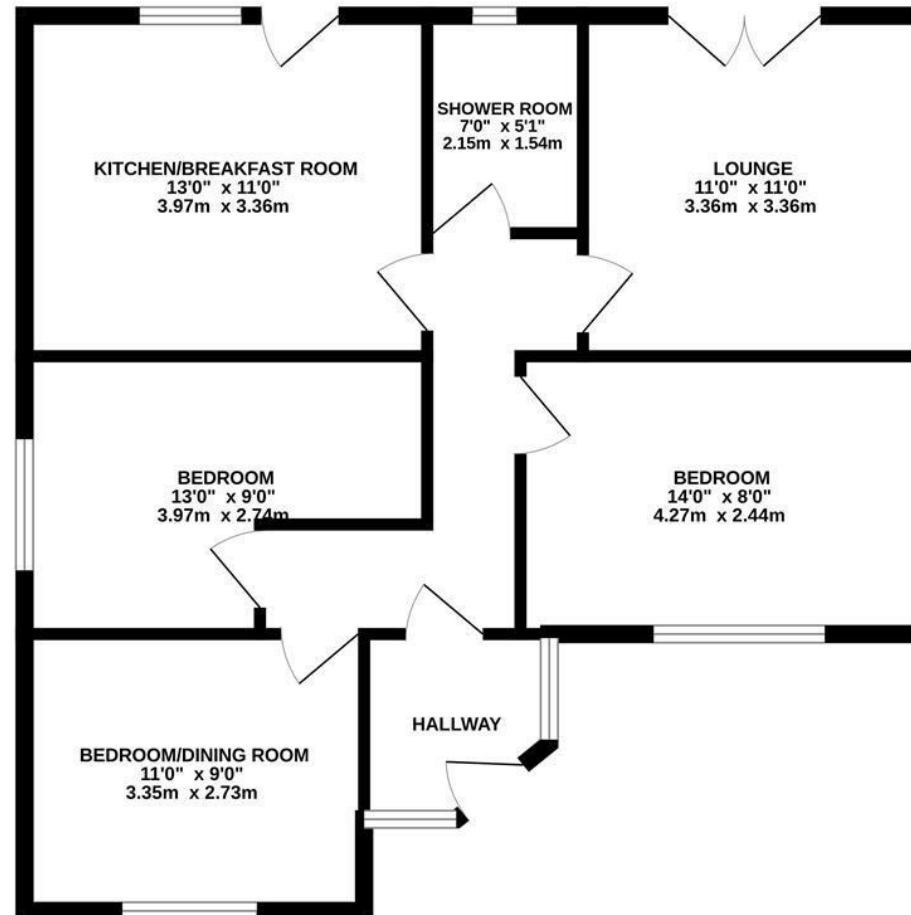 KITCHEN/BREAKFAST ROOM
13'0" x 11'0"
3.97m x 3.36m
SHOWER ROOM
7'0" x 5'1"
2.15m x 1.54m
LOUNGE
11'0" x 11'0"
3.36m x 3.36m
BEDROOM
13'0" x 9'0"
3.97m x 2.74m
BEDROOM
14'0" x 8'0"
4.27m x 2.44m
BEDROOM/DINING ROOM
11'0" x 9'0"
3.35m x 2.73m
HALLWAY